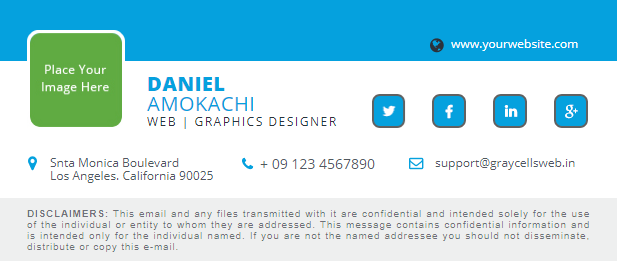 www.yourwebsite.com
Place Your
Image Here
DANIEL
AMOKACHI
WEB | GRAPHICS DESIGNER
f
in
g+
Snta Monica Boulevard
Los Angeles. California 90025
+ 09 123 4567890
support@graycellsweb.in
DISCLAIMERS: This email and any files transmitted with it are confidential and intended solely for the use
of the individual or entity to whom they are addressed. This message contains confidential information and
is intended only for the individual named. If you are not the named addressee you should not disseminate,
distribute or copy this e-mail.